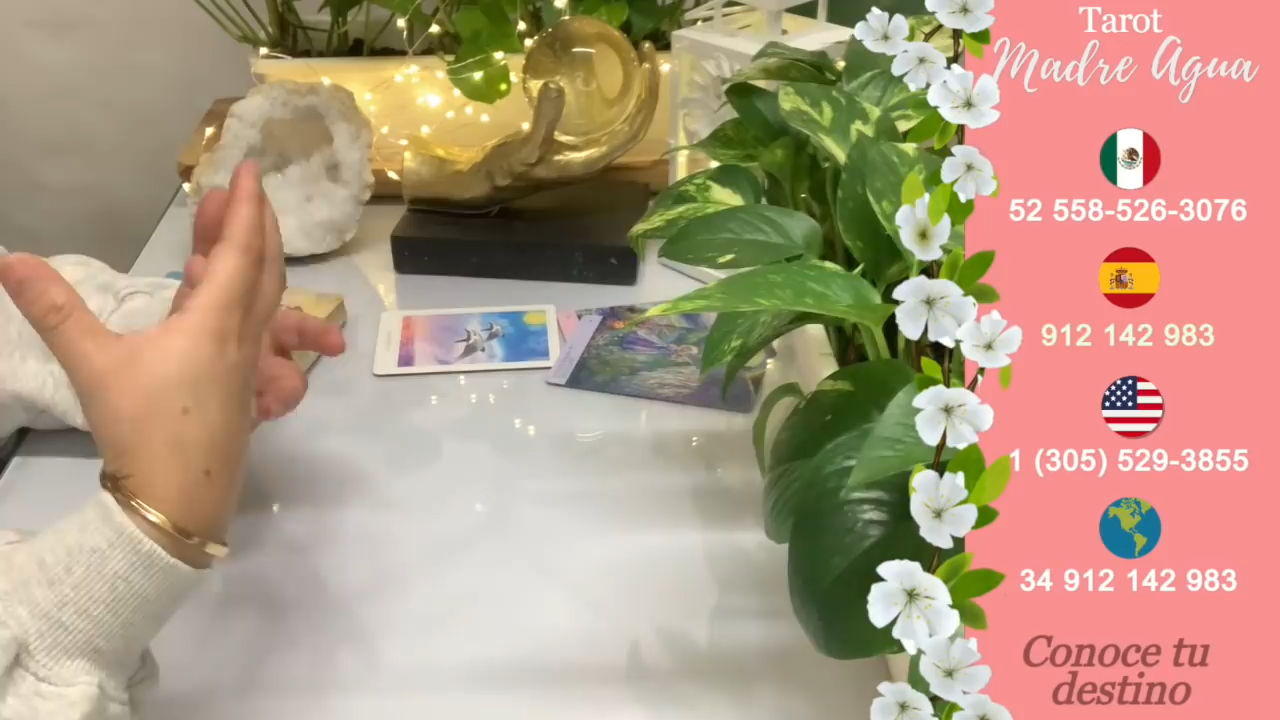 Tarot
Madre Agua
52 558-526-3076
912 142 983
1 (305) 529-3855
34 912 142 983
Conoce tu
destino